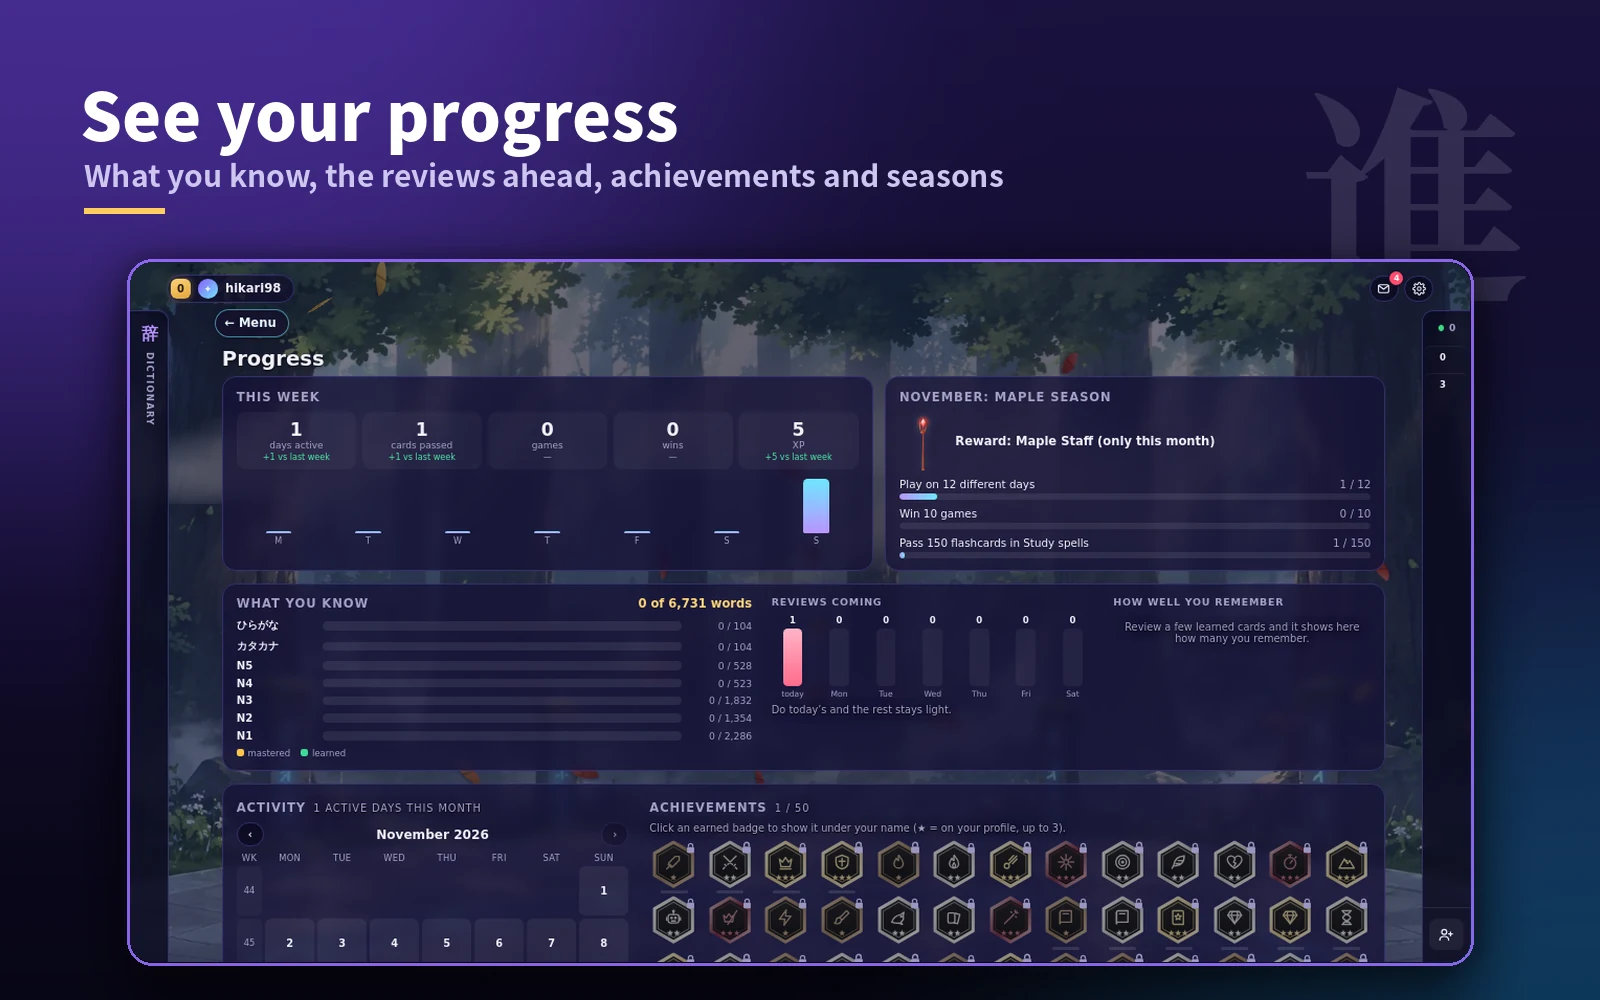 See your progress
What you know, the reviews ahead, achievements and seasons
進
0 hikari98
4
← Menu
辞
DICTIONARY
0
0
3
Progress
THIS WEEK
1
days active
+1 vs last week
1
cards passed
+1 vs last week
0
games
—
0
wins
—
5
XP
+5 vs last week
M T W T F S S
NOVEMBER: MAPLE SEASON
Reward: Maple Staff (only this month)
Play on 12 different days 1 / 12
Win 10 games 0 / 10
Pass 150 flashcards in Study spells 1 / 150
WHAT YOU KNOW 0 of 6,731 words
ひらがな 0 / 104
カタカナ 0 / 104
N5 0 / 528
N4 0 / 523
N3 0 / 1,832
N2 0 / 1,354
N1 0 / 2,286
mastered learned
REVIEWS COMING
1 0 0 0 0 0 0
today Mon Tue Wed Thu Fri Sat
Do today's and the rest stays light.
HOW WELL YOU REMEMBER
Review a few learned cards and it shows here
how many you remember.
ACTIVITY 1 ACTIVE DAYS THIS MONTH
‹ November 2026 ›
WK MON TUE WED THU FRI SAT SUN
44 1
45 2 3 4 5 6 7 8
ACHIEVEMENTS 1 / 50
Click an earned badge to show it under your name (★ = on your profile, up to 3).